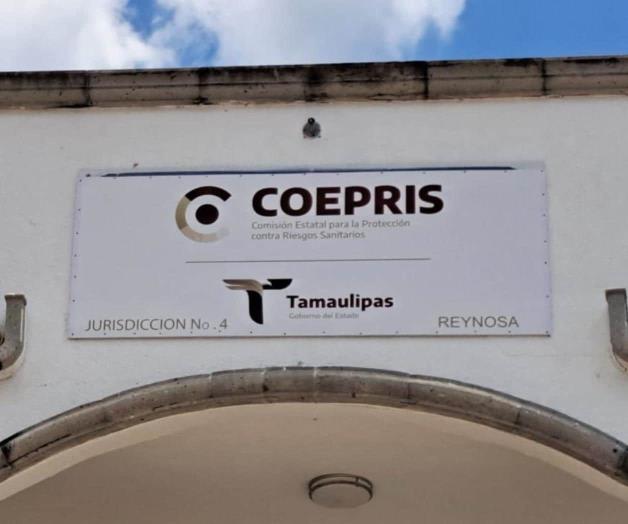 COEPRIS
Comisión Estatal para la Protección
contra Riesgos Sanitarios
Tamaulipas
Gobierno del Estado
JURISDICCION No . 4
REYNOSA